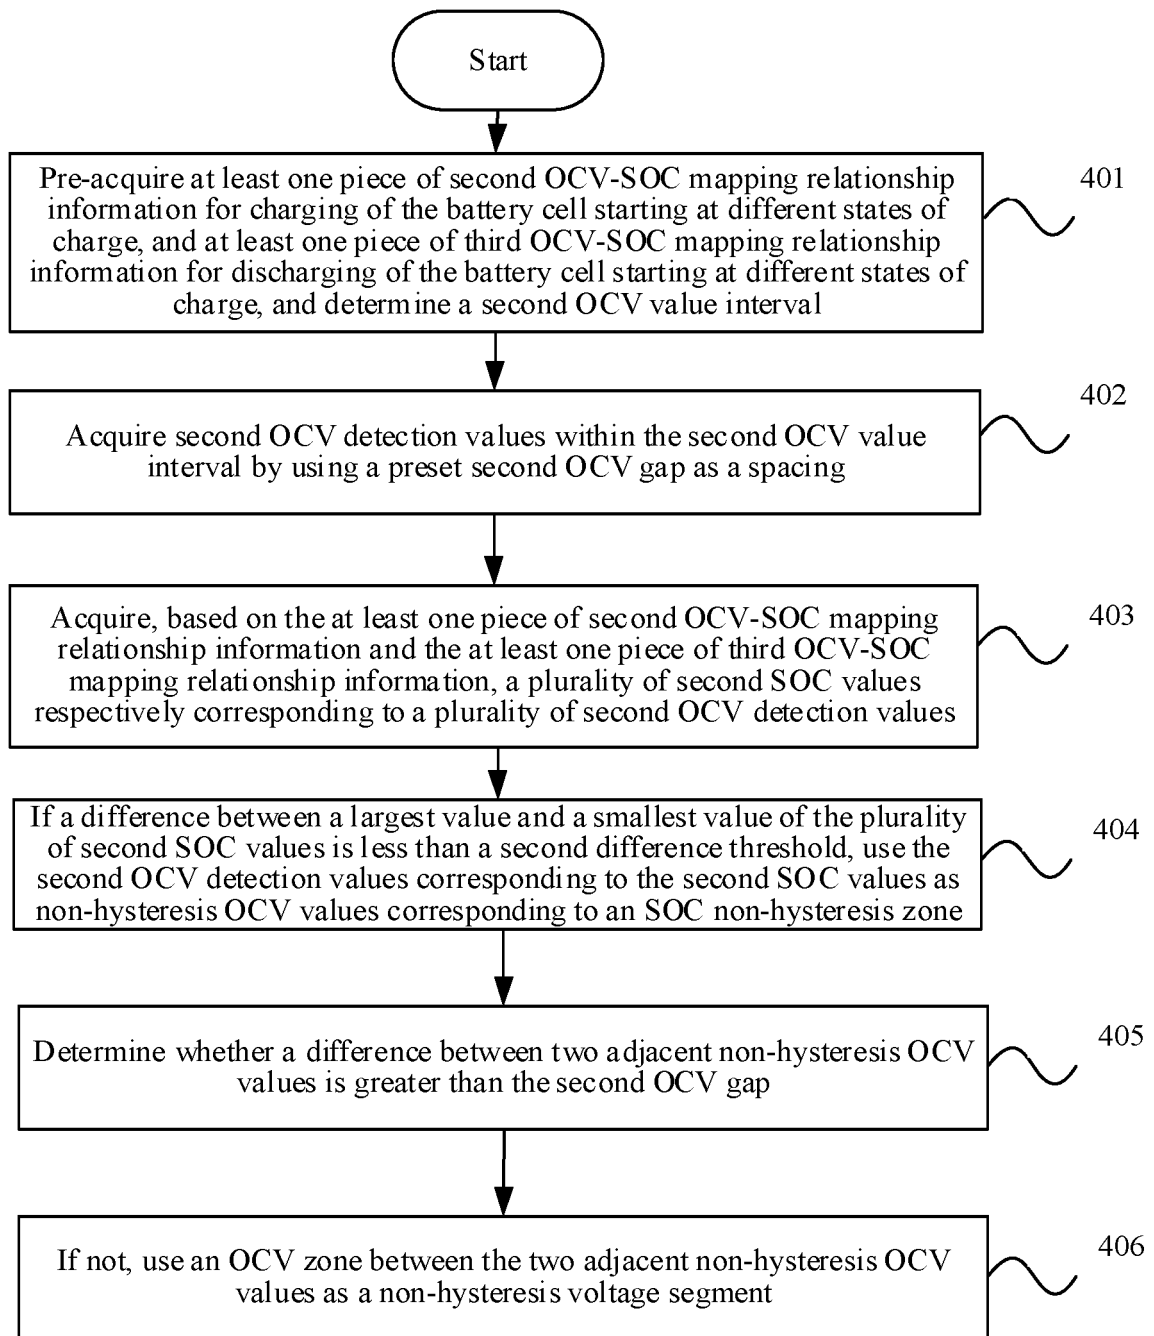 Start
Pre-acquire at least one piece of second OCV-SOC mapping relationship
information for charging of the battery cell starting at different states of
charge, and at least one piece of third OCV-SOC mapping relationship
information for discharging of the battery cell starting at different states of
charge, and determine a second OCV value interval
401
Acquire second OCV detection values within the second OCV value
interval by using a preset second OCV gap as a spacing
402
Acquire, based on the at least one piece of second OCV-SOC mapping
relationship information and the at least one piece of third OCV-SOC
mapping relationship information, a plurality of second SOC values
respectively corresponding to a plurality of second OCV detection values
403
If a difference between a largest value and a smallest value of the plurality
of second SOC values is less than a second difference threshold, use the
second OCV detection values corresponding to the second SOC values as
non-hysteresis OCV values corresponding to an SOC non-hysteresis zone
404
Determine whether a difference between two adjacent non-hysteresis OCV
values is greater than the second OCV gap
405
If not, use an OCV zone between the two adjacent non-hysteresis OCV
values as a non-hysteresis voltage segment
406